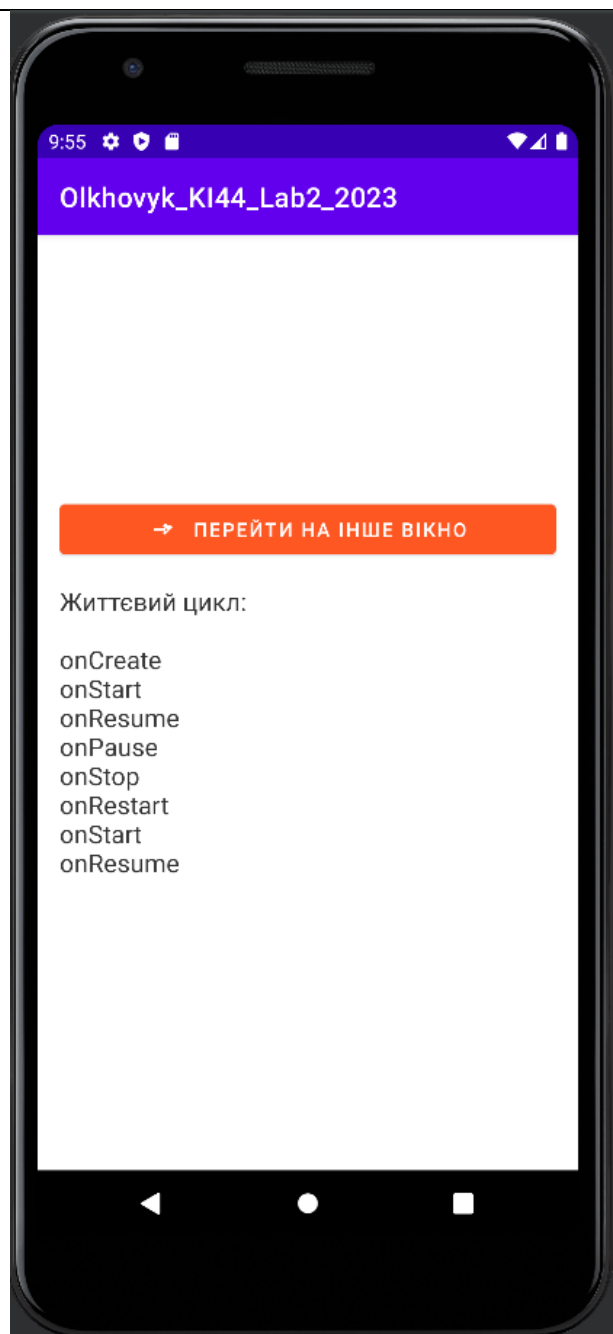 9:55
Olkhovyk_KI44_Lab2_2023
ПЕРЕЙТИ НА ІНШЕ ВІКНО
Життєвий цикл:
onCreate
onStart
onResume
onPause
onStop
onRestart
onStart
onResume